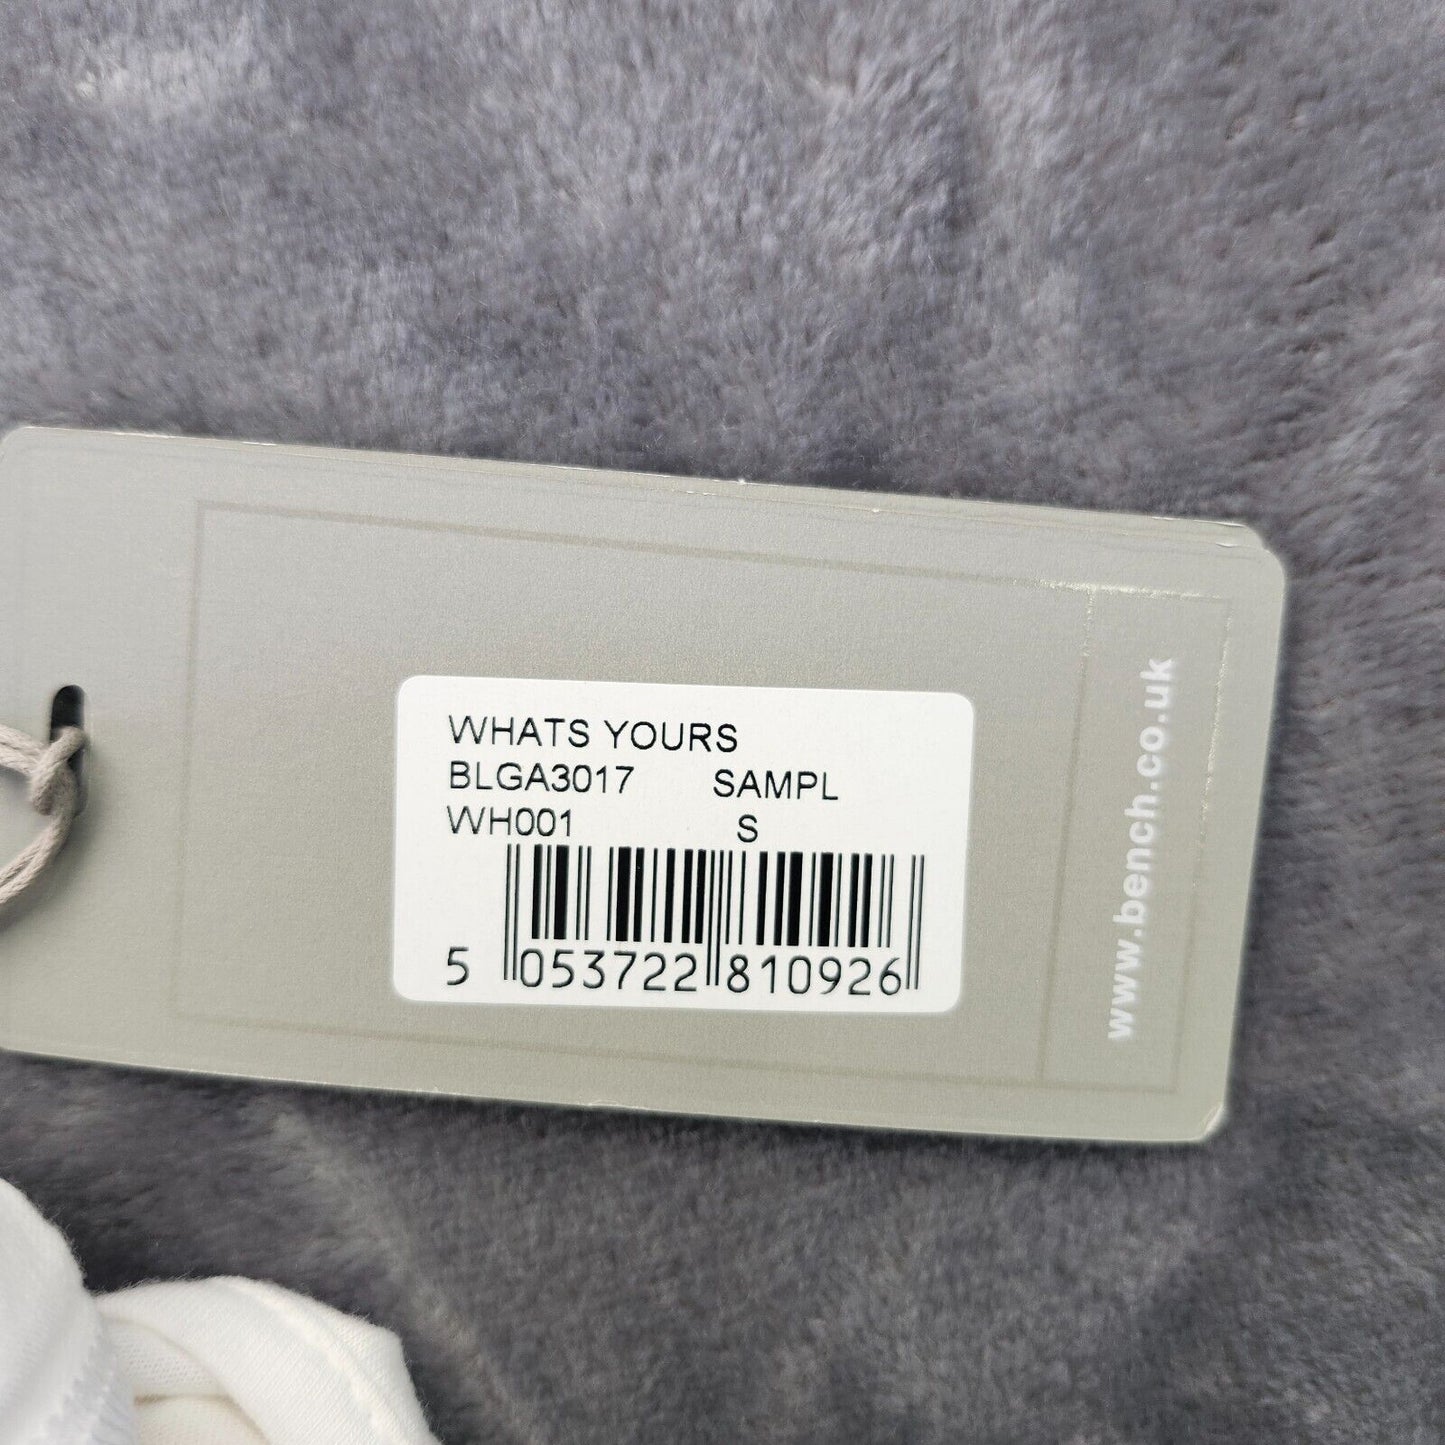 WHATS YOURS
BLGA3017 SAMPL
WH001 S
5 053722 810926
www.bench.co.uk